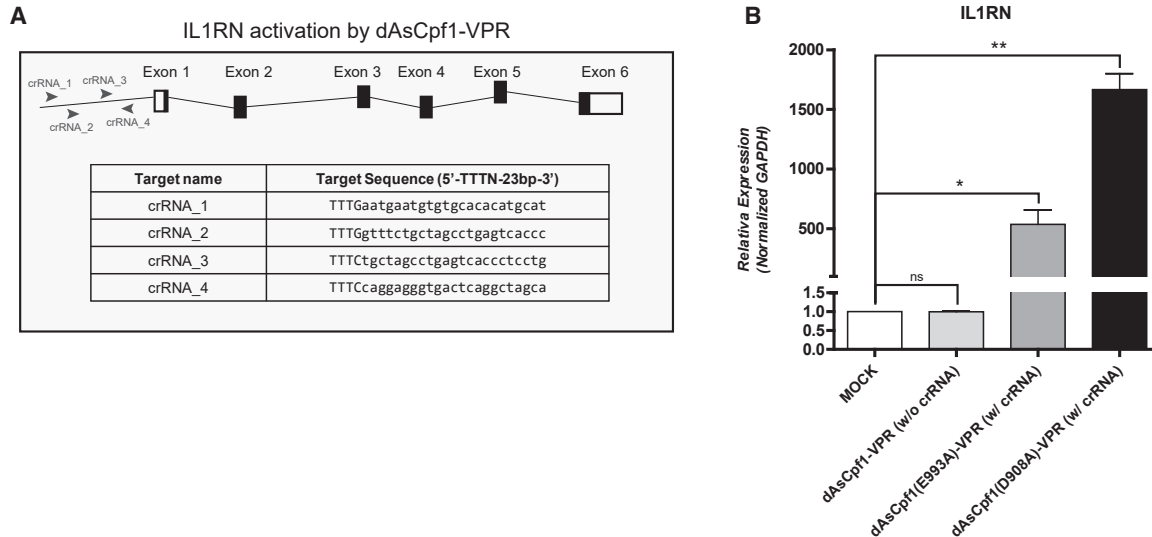 A
IL1RN activation by dAsCpf1-VPR
crRNA_1
crRNA_3
crRNA_2
crRNA_4
Exon 1
Exon 2
Exon 3
Exon 4
Exon 5
Exon 6
Target name Target Sequence (5'-TTTN-23bp-3')
crRNA_1 TTTGaatgaatgtgtgcacacatgcat
crRNA_2 TTTGgtttctgctagcctgagtcaccc
crRNA_3 TTTCtgctagcctgagtcaccctcctg
crRNA_4 TTTCcaggagggtgactcaggctagca
B
IL1RN
Relativa Expression
(Normalized GAPDH)
2000
1500
1000
500
1.5
1.0
0.5
0.0
**
*
ns
MOCK
dAsCpf1-VPR (w/o crRNA)
dAsCpf1(E993A)-VPR (w/ crRNA)
dAsCpf1(D908A)-VPR (w/ crRNA)